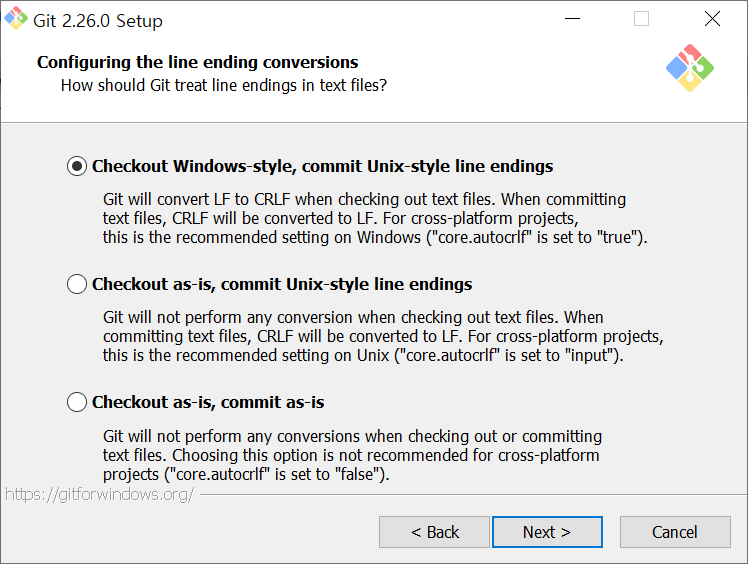 Git 2.26.0 Setup
Configuring the line ending conversions
How should Git treat line endings in text files?
Checkout Windows-style, commit Unix-style line endings
Git will convert LF to CRLF when checking out text files. When committing
text files, CRLF will be converted to LF. For cross-platform projects,
this is the recommended setting on Windows ("core.autocrlf" is set to "true").
Checkout as-is, commit Unix-style line endings
Git will not perform any conversion when checking out text files. When
committing text files, CRLF will be converted to LF. For cross-platform projects,
this is the recommended setting on Unix ("core.autocrlf" is set to "input").
Checkout as-is, commit as-is
Git will not perform any conversions when checking out or committing
text files. Choosing this option is not recommended for cross-platform
projects ("core.autocrlf" is set to "false").
https://gitforwindows.org/
< Back Next > Cancel